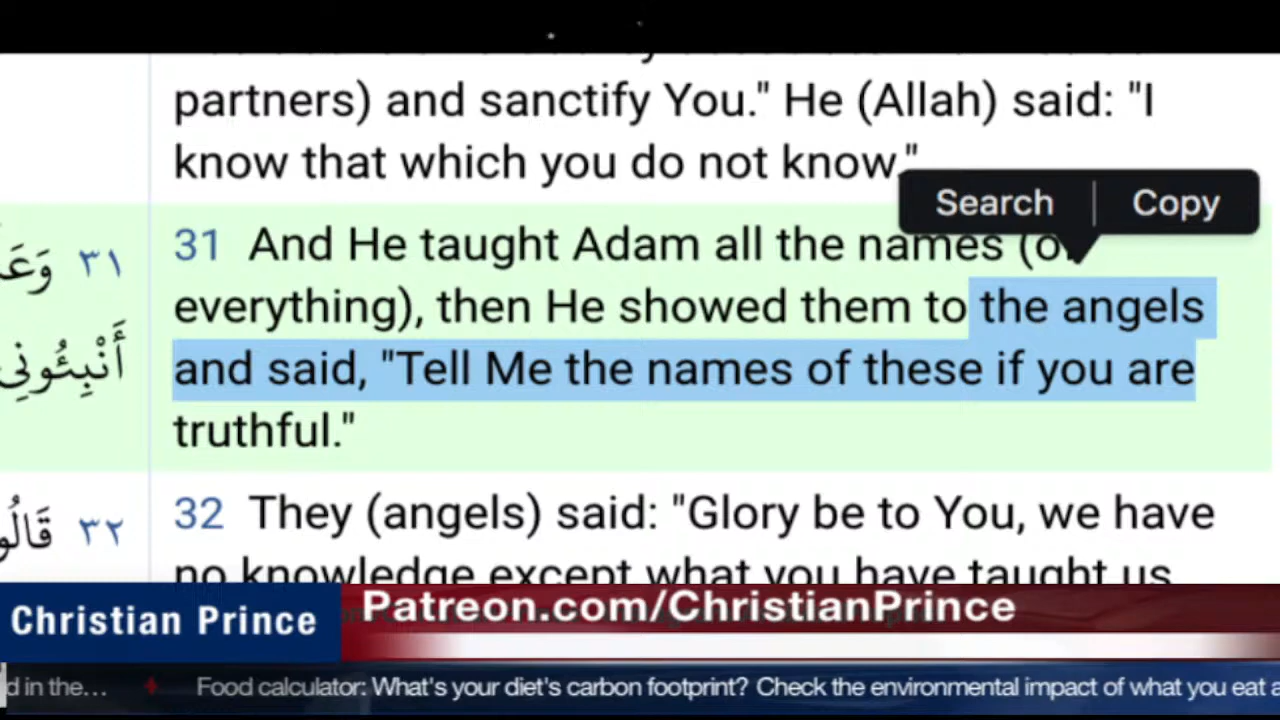 partners) and sanctify You." He (Allah) said: "I
know that which you do not know."
Search Copy
٣١
31 And He taught Adam all the names (of
everything), then He showed them to the angels
أَنْبِئُونِي
and said, "Tell Me the names of these if you are
truthful."
٣٢
32 They (angels) said: "Glory be to You, we have
no knowledge except what you have taught us
Christian Prince
Patreon.com/ChristianPrince
d in the… Food calculator: What's your diet's carbon footprint? Check the environmental impact of what you eat a